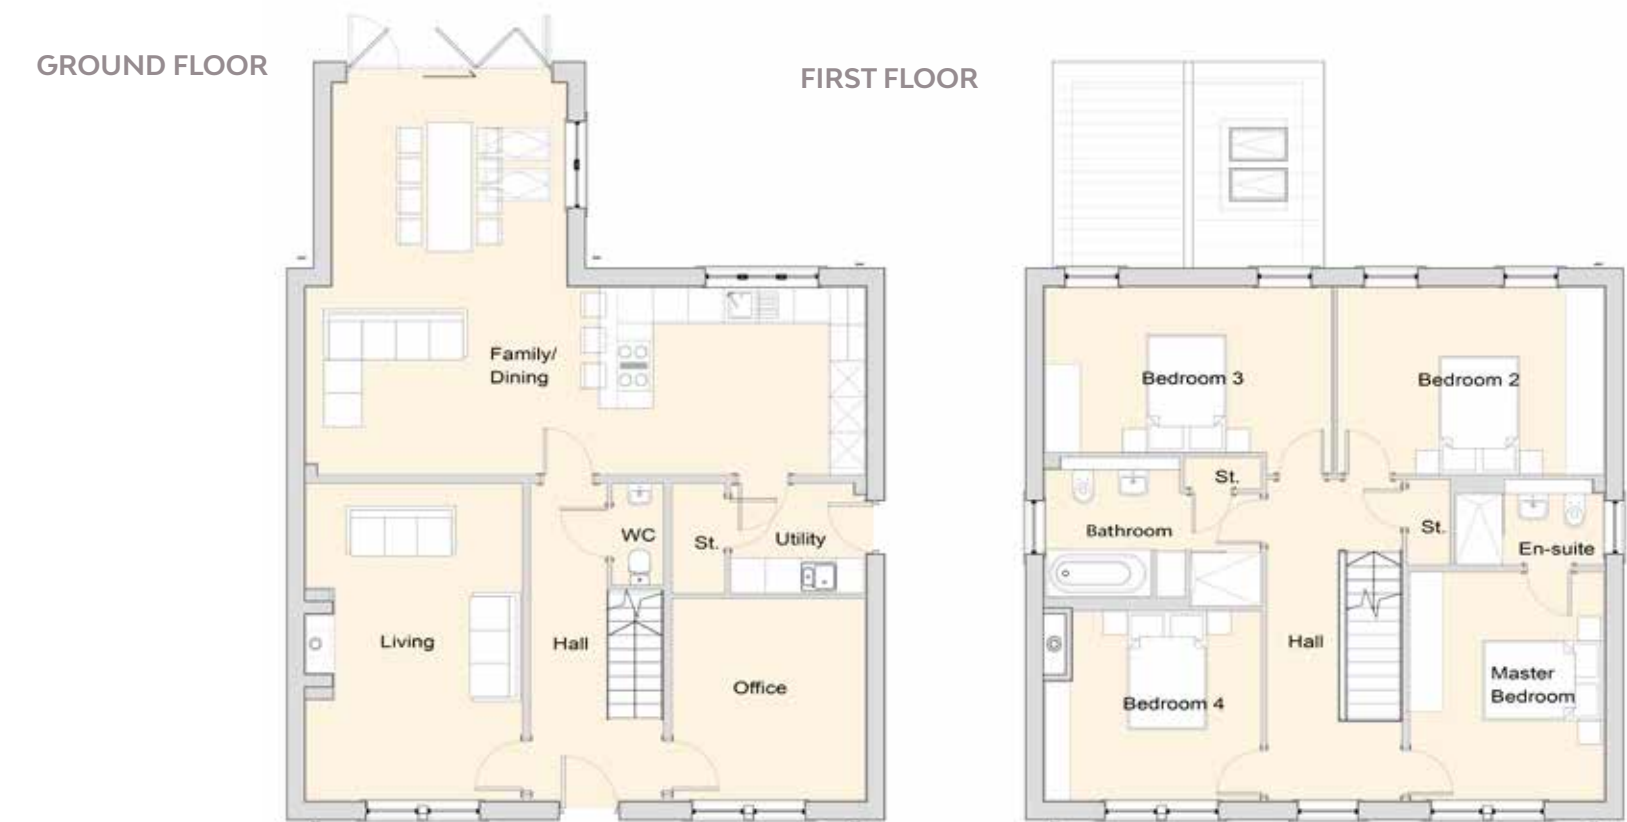 GROUND FLOOR
Family/
Dining
WC
St.
Utility
Living
Hall
Office
FIRST FLOOR
Bedroom 3
Bedroom 2
St.
Bathroom
St.
En-suite
Hall
Master
Bedroom
Bedroom 4